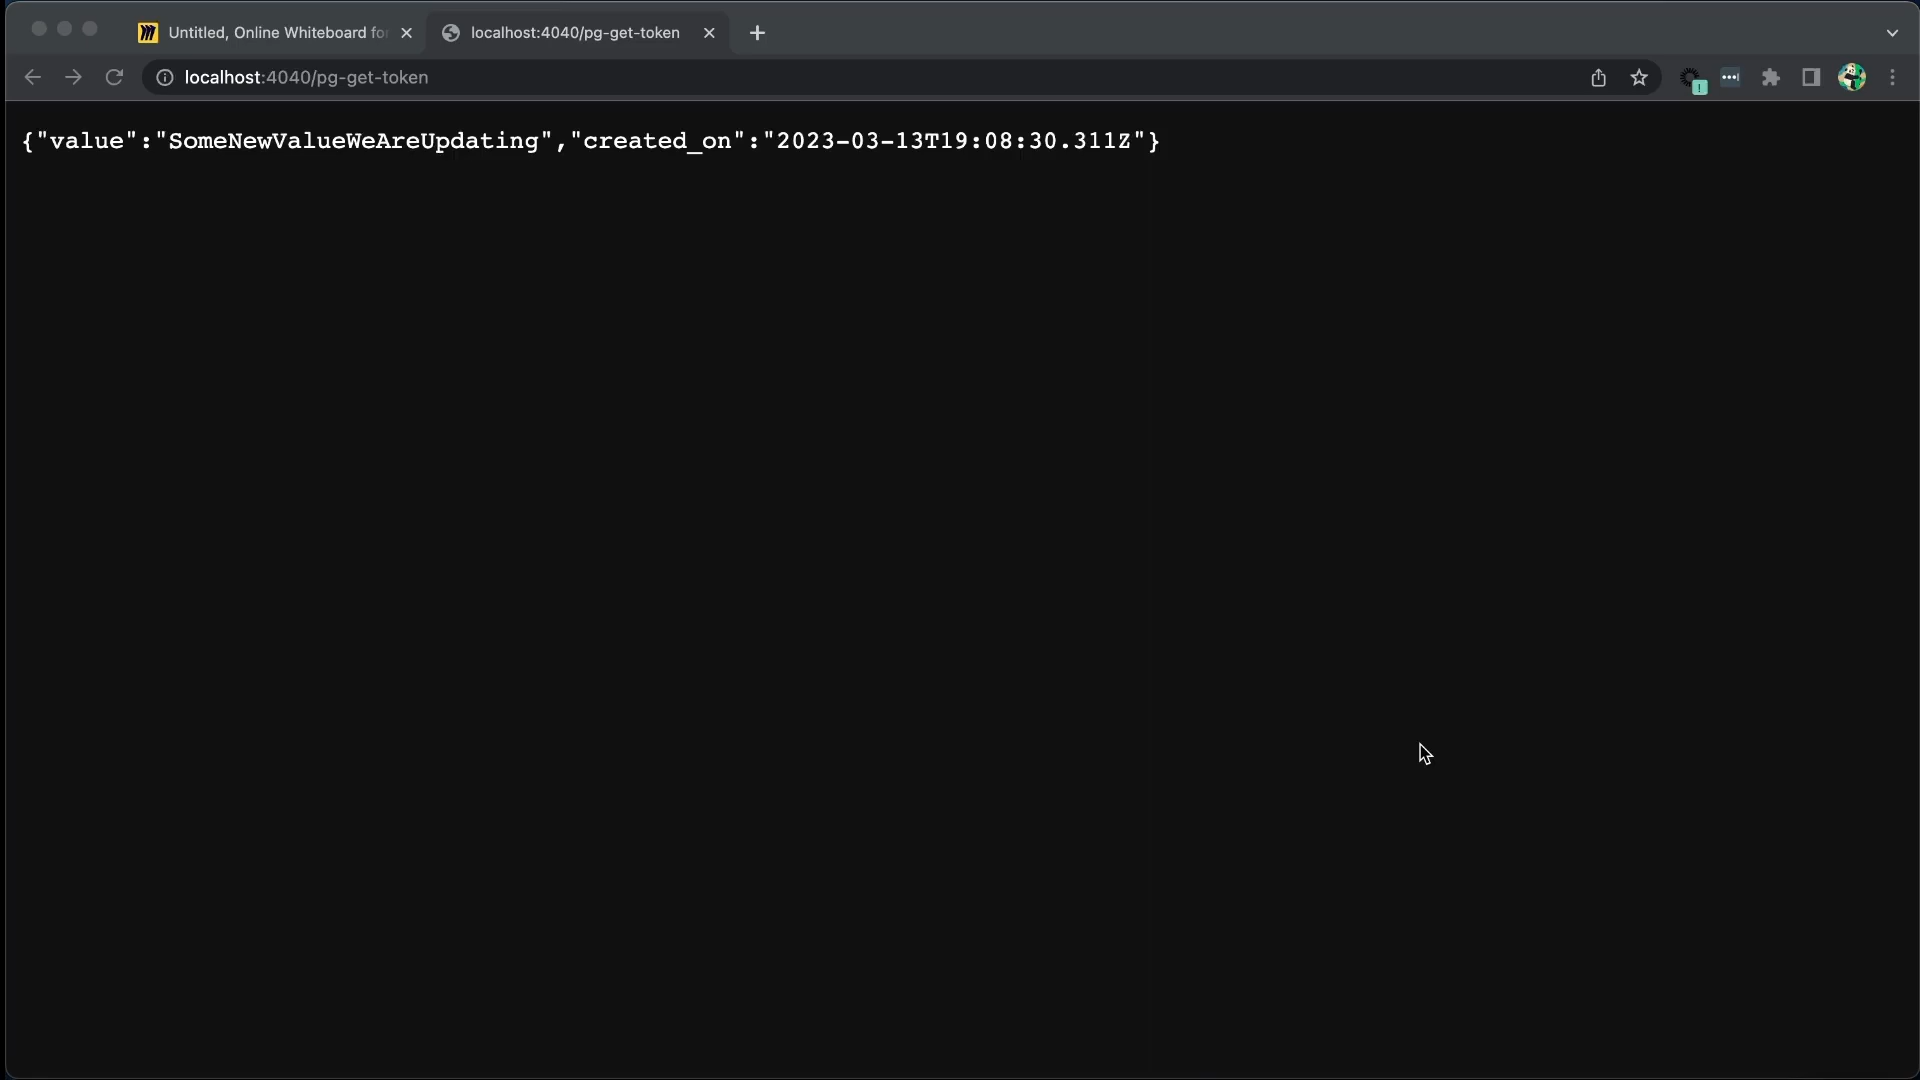 Untitled, Online Whiteboard for
localhost:4040/pg-get-token
localhost:4040/pg-get-token
{"value":"SomeNewValueWeAreUpdating","created_on":"2023-03-13T19:08:30.311Z"}